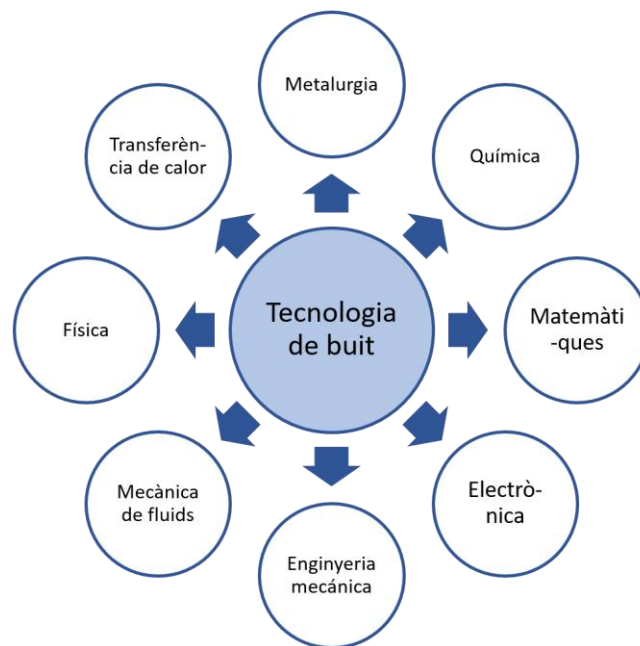 Metalurgia
Transferèn-
cia de calor
Química
Tecnologia
de buit
Física
Matemàti
-ques
Mecànica
de fluids
Electrò-
nica
Enginyeria
mecánica